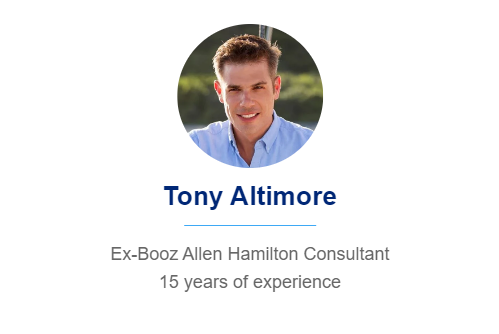 Tony Altimore
Ex-Booz Allen Hamilton Consultant
15 years of experience